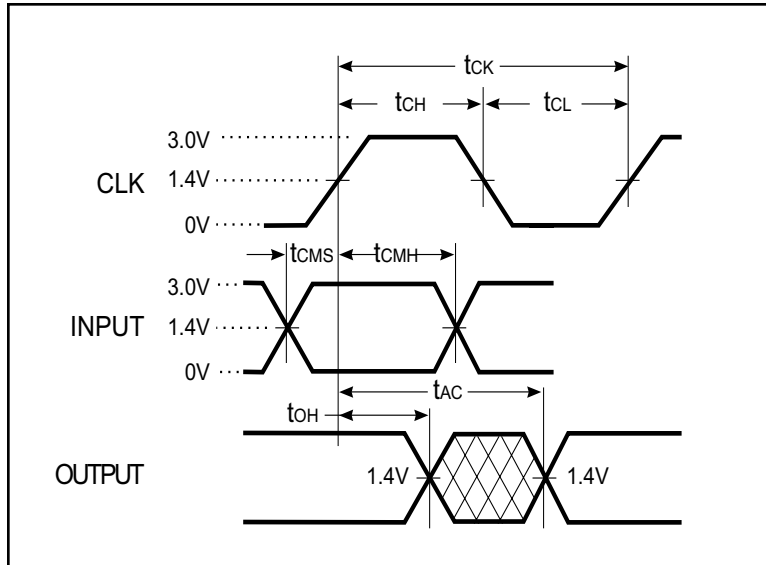 tCK
tCH tCL
3.0V
CLK 1.4V
0V
tCMS tCMH
3.0V
INPUT 1.4V
0V
tAC
tOH
OUTPUT 1.4V 1.4V